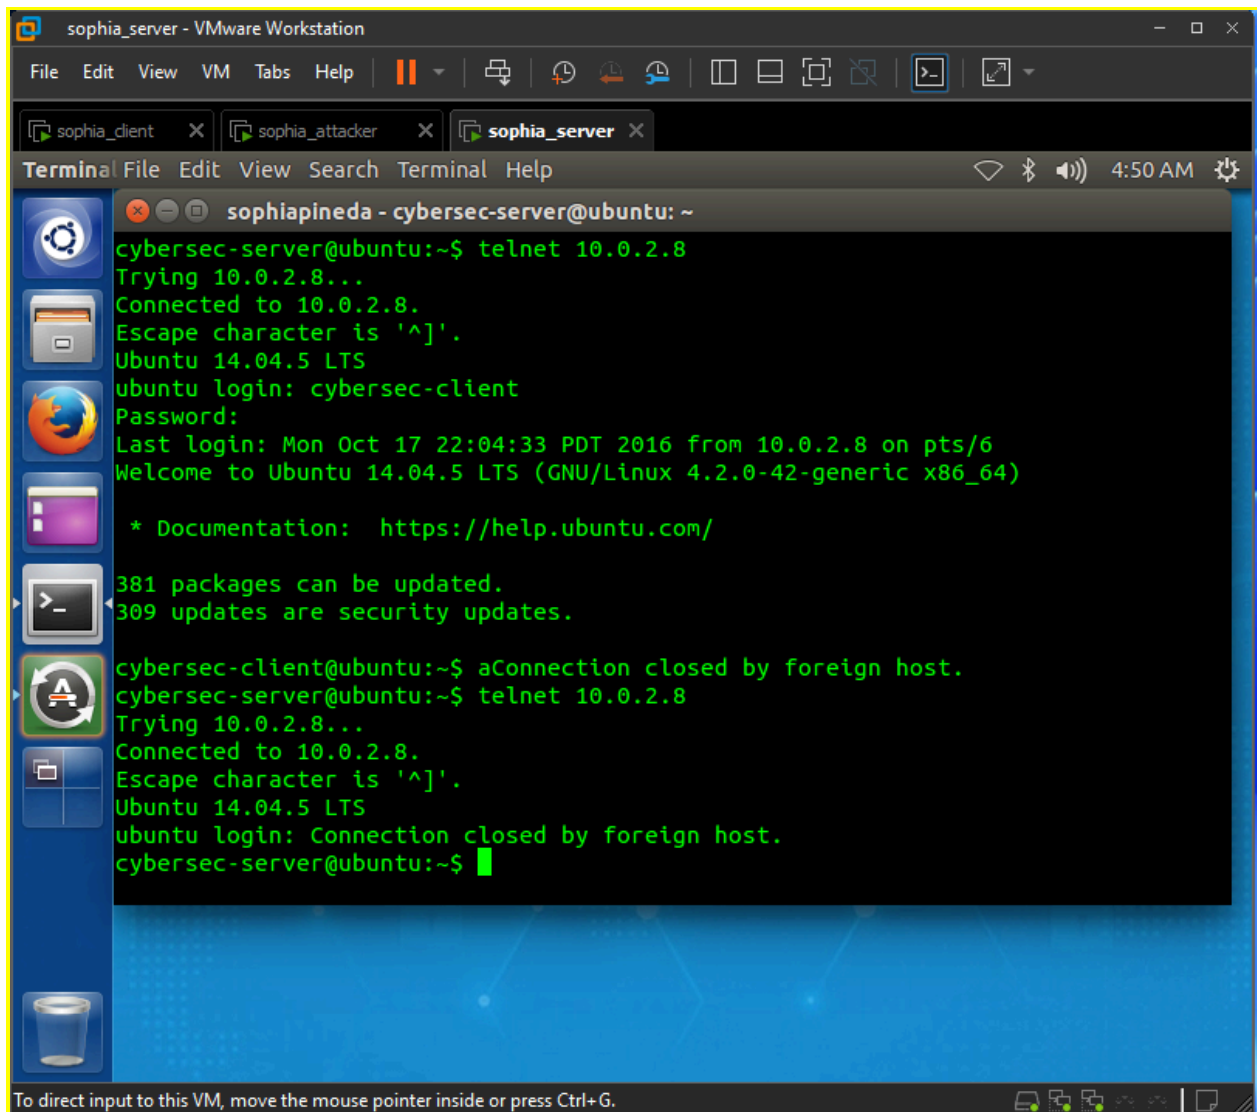 sophia_server - VMware Workstation
File Edit View VM Tabs Help
sophia_client sophia_attacker sophia_server
Terminal File Edit View Search Terminal Help 4:50 AM
sophiapineda - cybersec-server@ubuntu: ~
cybersec-server@ubuntu:~$ telnet 10.0.2.8
Trying 10.0.2.8...
Connected to 10.0.2.8.
Escape character is '^]'.
Ubuntu 14.04.5 LTS
ubuntu login: cybersec-client
Password:
Last login: Mon Oct 17 22:04:33 PDT 2016 from 10.0.2.8 on pts/6
Welcome to Ubuntu 14.04.5 LTS (GNU/Linux 4.2.0-42-generic x86_64)
* Documentation:  https://help.ubuntu.com/
381 packages can be updated.
309 updates are security updates.
cybersec-client@ubuntu:~$ aConnection closed by foreign host.
cybersec-server@ubuntu:~$ telnet 10.0.2.8
Trying 10.0.2.8...
Connected to 10.0.2.8.
Escape character is '^]'.
Ubuntu 14.04.5 LTS
ubuntu login: Connection closed by foreign host.
cybersec-server@ubuntu:~$
To direct input to this VM, move the mouse pointer inside or press Ctrl+G.